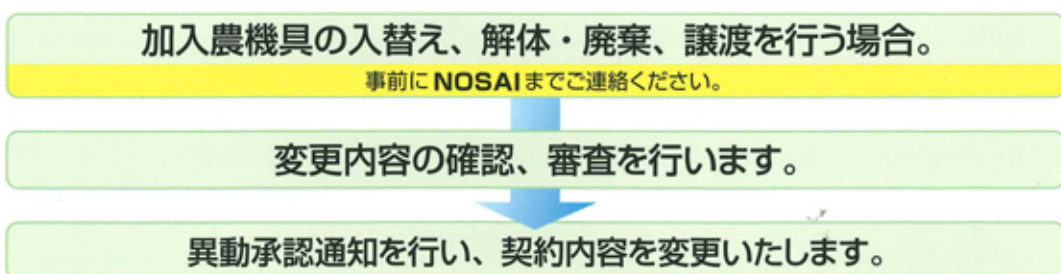 加入農機具の入替え、解体・廃棄、譲渡を行う場合。
事前にNOSAIまでご連絡ください。
変更内容の確認、審査を行います。
異動承認通知を行い、契約内容を変更いたします。